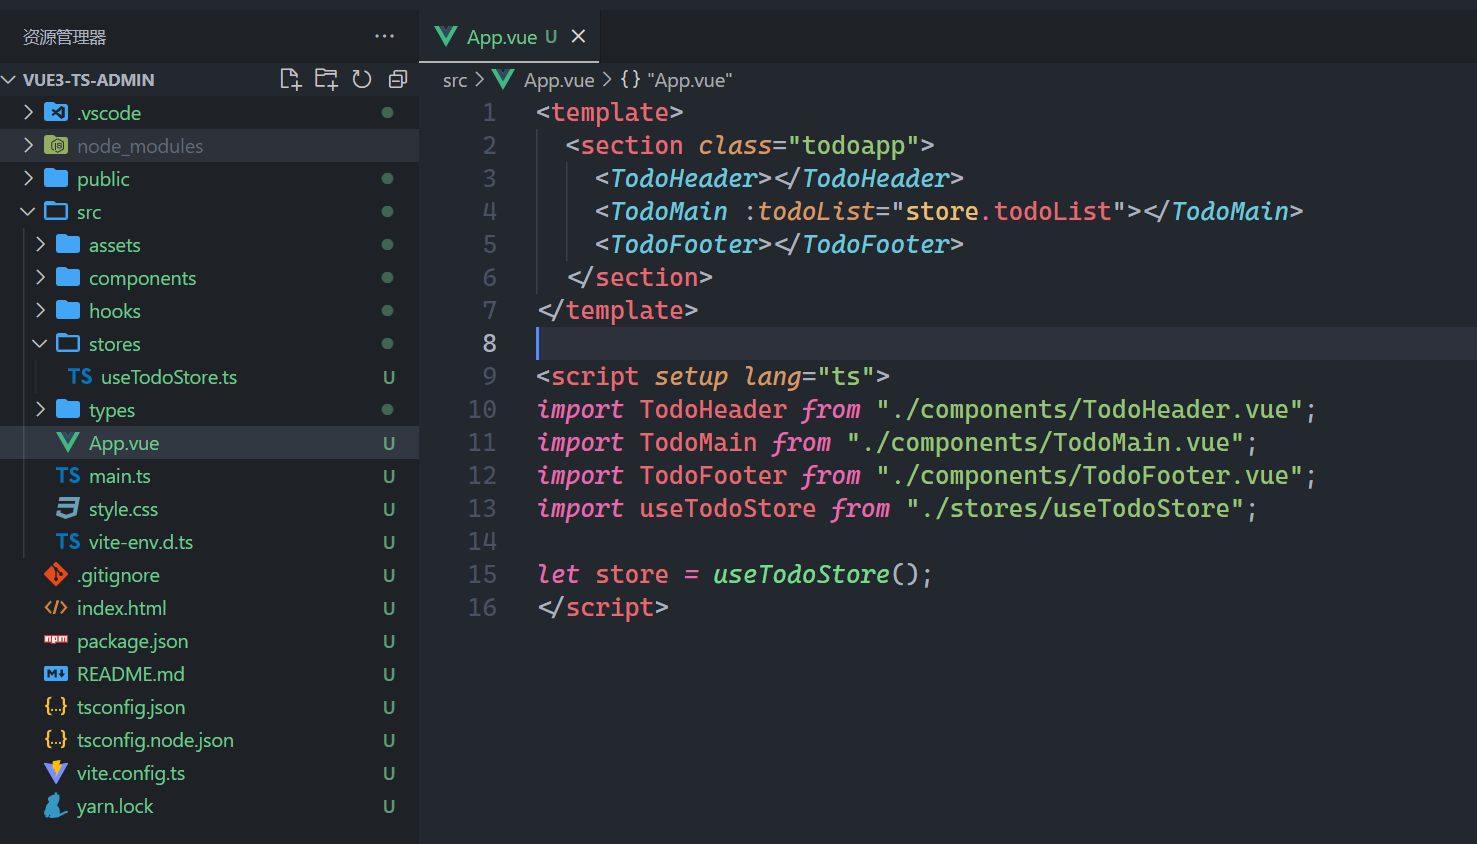 资源管理器 ···
VUE3-TS-ADMIN
.vscode
node_modules
public
src
assets
components
hooks
stores
TS useTodoStore.ts U
types
App.vue U
TS main.ts U
style.css U
TS vite-env.d.ts U
.gitignore U
index.html U
package.json U
README.md U
tsconfig.json U
tsconfig.node.json U
vite.config.ts U
yarn.lock U
App.vue U ×
src > App.vue > {} "App.vue"
1 <template>
2 <section class="todoapp">
3 <TodoHeader></TodoHeader>
4 <TodoMain :todoList="store.todoList"></TodoMain>
5 <TodoFooter></TodoFooter>
6 </section>
7 </template>
8
9 <script setup lang="ts">
10 import TodoHeader from "./components/TodoHeader.vue";
11 import TodoMain from "./components/TodoMain.vue";
12 import TodoFooter from "./components/TodoFooter.vue";
13 import useTodoStore from "./stores/useTodoStore";
14
15 let store = useTodoStore();
16 </script>